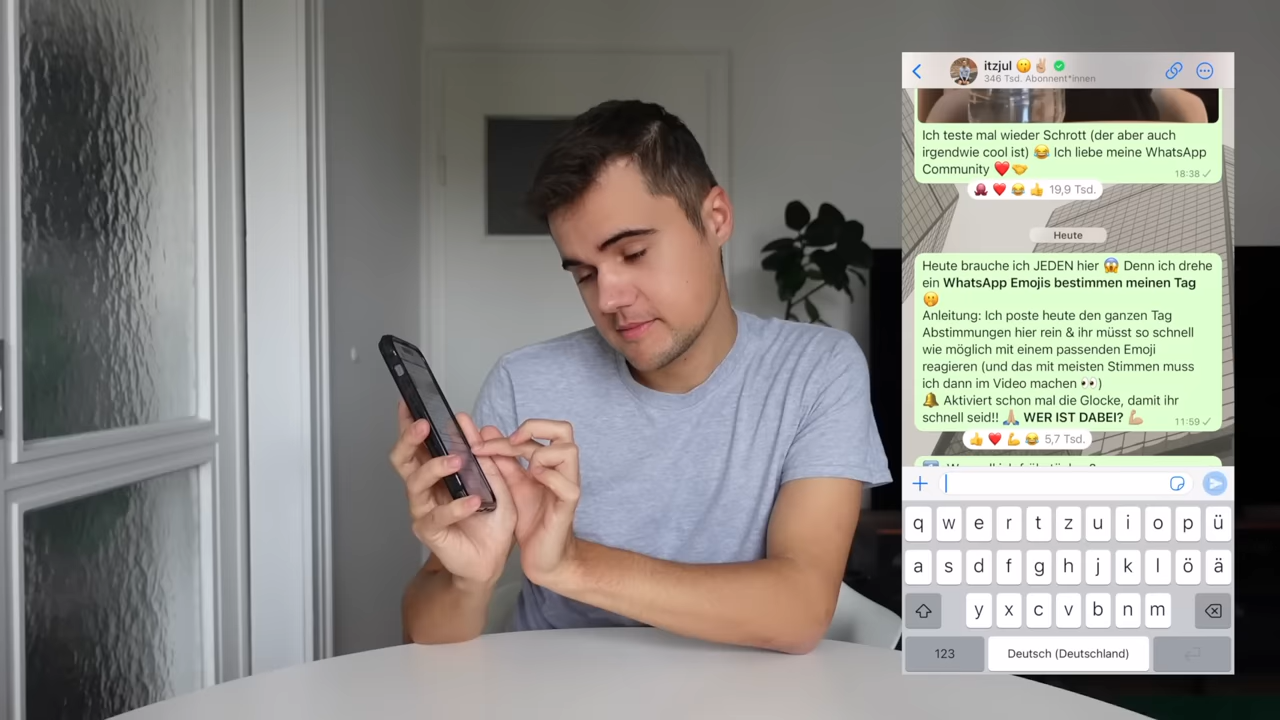 itzjul 🤫✌🏼
346 Tsd. Abonnent*innen
Ich teste mal wieder Schrott (der aber auch
irgendwie cool ist) 😂 Ich liebe meine WhatsApp
Community ❤️🤝
18:38
19,9 Tsd.
Heute
Heute brauche ich JEDEN hier 😱 Denn ich drehe
ein WhatsApp Emojis bestimmen meinen Tag
🤫
Anleitung: Ich poste heute den ganzen Tag
Abstimmungen hier rein & ihr müsst so schnell
wie möglich mit einem passenden Emoji
reagieren (und das mit meisten Stimmen muss
ich dann im Video machen 👀)
🔔 Aktiviert schon mal die Glocke, damit ihr
schnell seid!! 🙏🏼 WER IST DABEI? 💪🏼
11:59
👍❤️💪😂 5,7 Tsd.
q w e r t z u i o p ü
a s d f g h j k l ö ä
y x c v b n m
123 Deutsch (Deutschland)